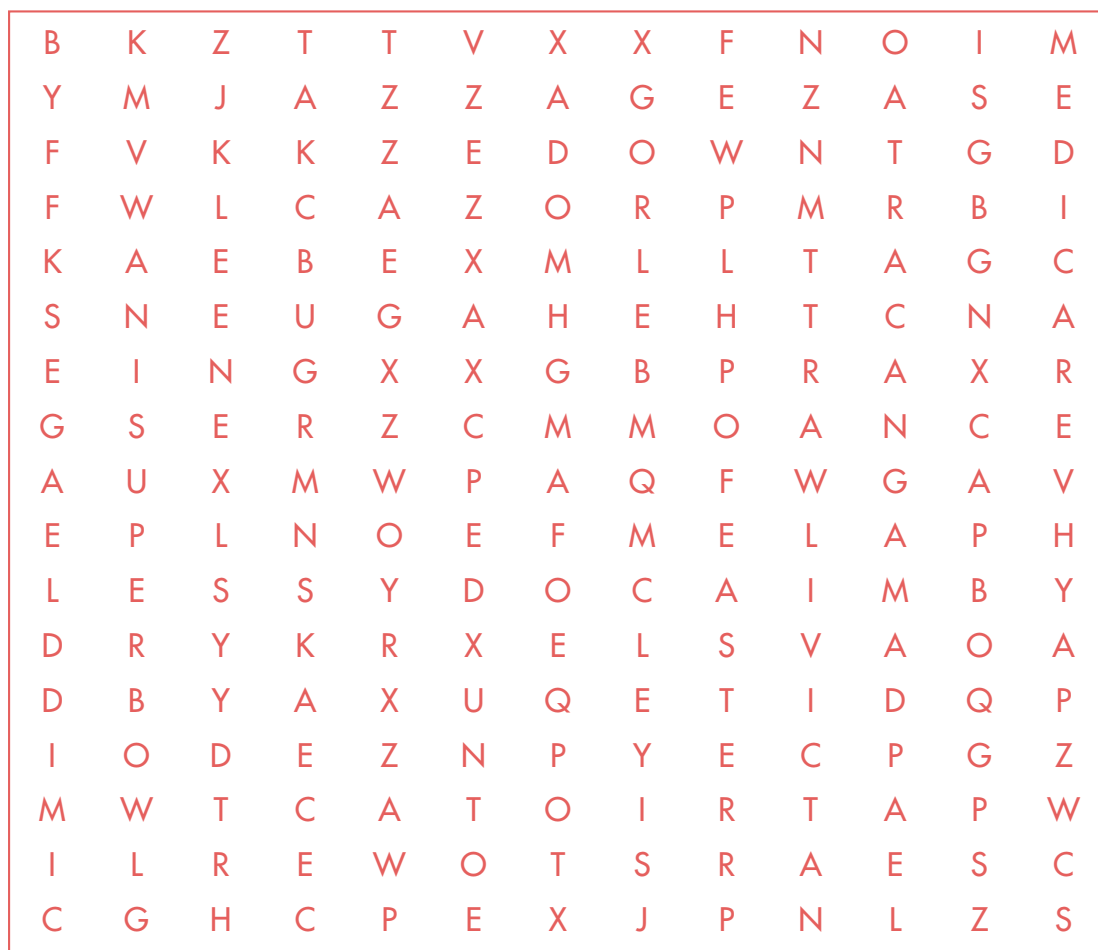 B K Z T T V X X F N O I M
Y M J A Z Z A G E Z A S E
F V K K Z E D O W N T G D
F W L C A Z O R P M R B I
K A E B E X M L L T A G C
S N E U G A H E H T C N A
E I N G X X G B P R A X R
G S E R Z C M M O A N C E
A U X M W P A Q F W G A V
E P L N O E F M E L A P H
L E S S Y D O C A I M B Y
D R Y K R X E L S V A O A
D B Y A X U Q E T I D Q P
I O D E Z N P Y E C P G Z
M W T C A T O I R T A P W
I L R E W O T S R A E S C
C G H C P E X J P N L Z S